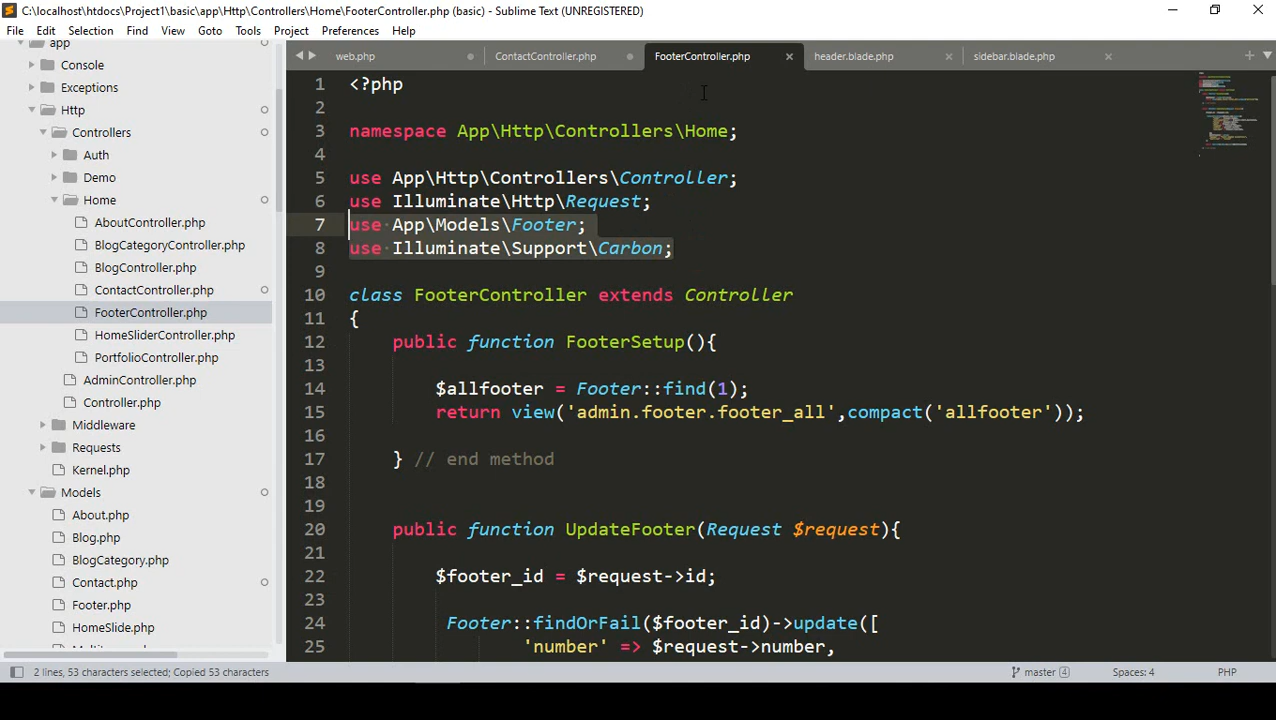 C:\localhost\htdocs\Project1\basic\app\Http\Controllers\Home\FooterController.php (basic) - Sublime Text (UNREGISTERED)
File Edit Selection Find View Goto Tools Project Preferences Help
app
Console
Exceptions
Http
Controllers
Auth
Demo
Home
AboutController.php
BlogCategoryController.php
BlogController.php
ContactController.php
FooterController.php
HomeSliderController.php
PortfolioController.php
AdminController.php
Controller.php
Middleware
Requests
Kernel.php
Models
About.php
Blog.php
BlogCategory.php
Contact.php
Footer.php
HomeSlide.php
web.php ContactController.php FooterController.php header.blade.php sidebar.blade.php
1 <?php
2
3 namespace App\Http\Controllers\Home;
4
5 use App\Http\Controllers\Controller;
6 use Illuminate\Http\Request;
7 use App\Models\Footer;
8 use Illuminate\Support\Carbon;
9
10 class FooterController extends Controller
11 {
12 public function FooterSetup(){
13
14 $allfooter = Footer::find(1);
15 return view('admin.footer.footer_all',compact('allfooter'));
16
17 } // end method
18
19
20 public function UpdateFooter(Request $request){
21
22 $footer_id = $request->id;
23
24 Footer::findOrFail($footer_id)->update([
25 'number' => $request->number,
2 lines, 53 characters selected; Copied 53 characters master 4 Spaces: 4 PHP